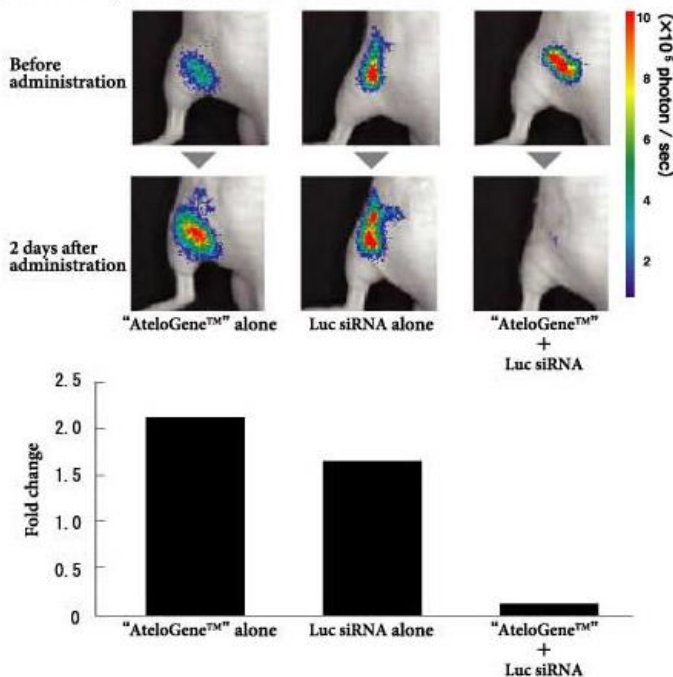 Before
administration
2 days after
administration
"AteloGene™" alone
Luc siRNA alone
"AteloGene™"
+
Luc siRNA
10
8
6
4
2
(×10⁵ photon / sec)
Fold change
2.5
2.0
1.5
1.0
0.5
0
"AteloGene™" alone
Luc siRNA alone
"AteloGene™"
+
Luc siRNA